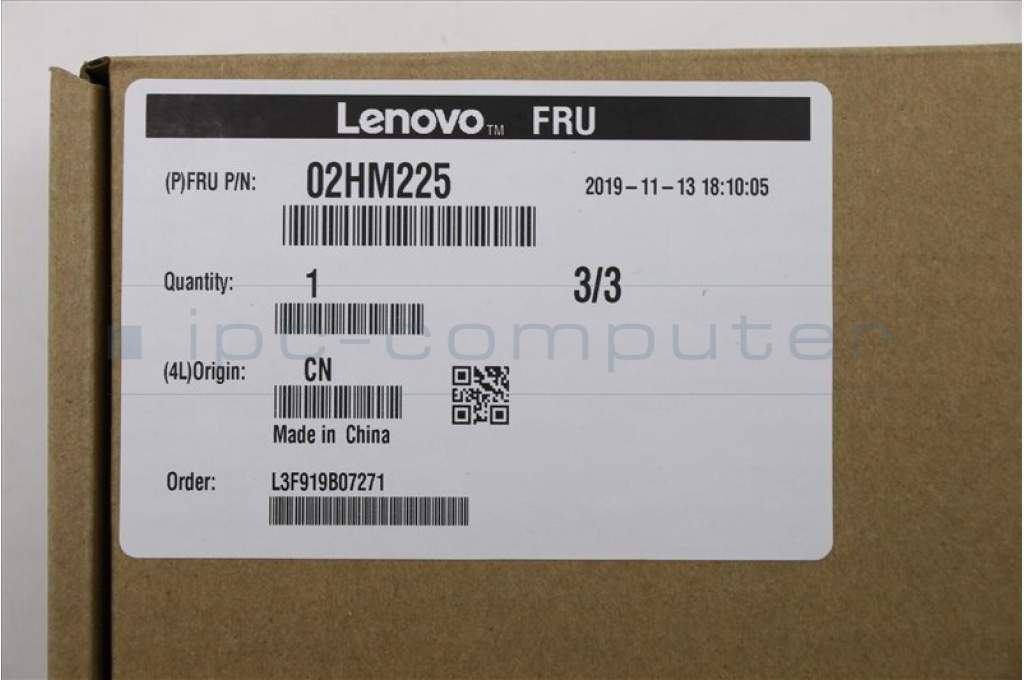 Lenovo™ FRU
(P)FRU P/N: 02HM225 2019-11-13 18:10:05
Quantity: 1 3/3
ipc-computer
(4L)Origin: CN
Made in China
Order: L3F919B07271